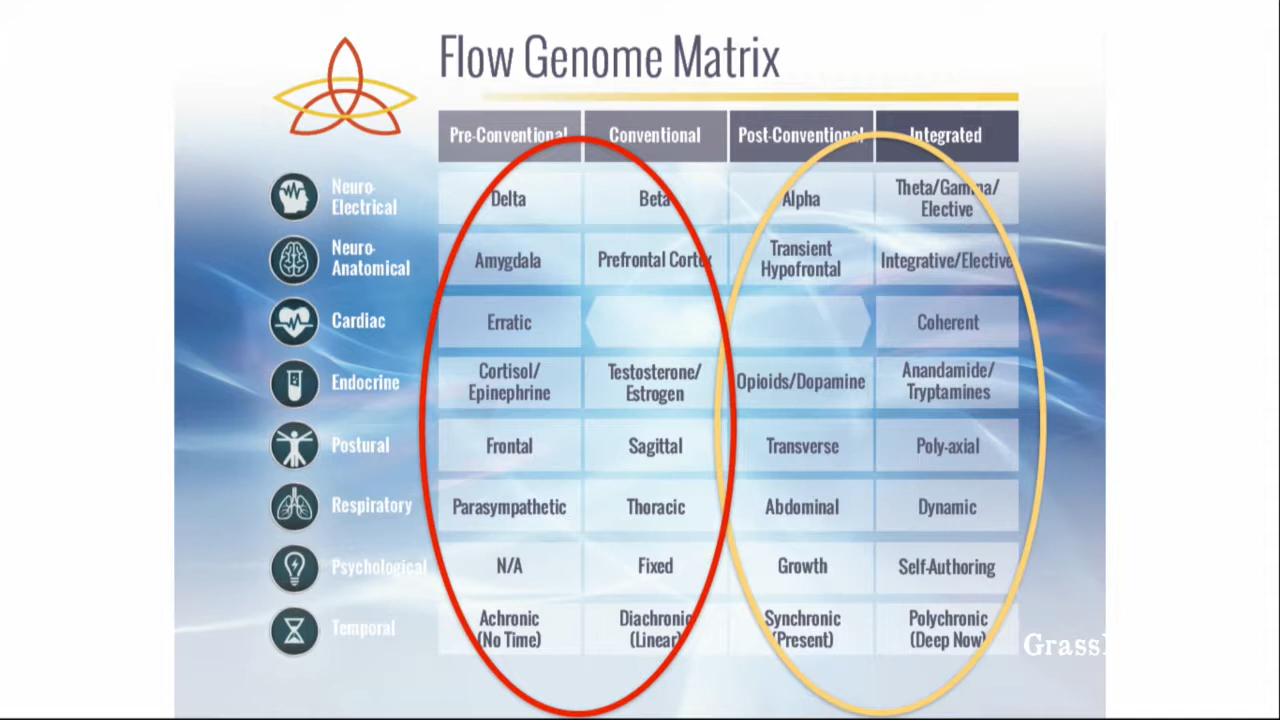 Flow Genome Matrix
Pre-Conventional Conventional Post-Conventional Integrated
Neuro-
Electrical
Delta
Beta
Alpha
Theta/Gamma/
Elective
Neuro-
Anatomical
Amygdala
Prefrontal Cortex
Transient
Hypofrontal
Integrative/Elective
Cardiac
Erratic
Coherent
Endocrine
Cortisol/
Epinephrine
Testosterone/
Estrogen
Opioids/Dopamine
Anandamide/
Tryptamines
Postural
Frontal
Sagittal
Transverse
Poly-axial
Respiratory
Parasympathetic
Thoracic
Abdominal
Dynamic
Psychological
N/A
Fixed
Growth
Self-Authoring
Temporal
Achronic
(No Time)
Diachronic
(Linear)
Synchronic
(Present)
Polychronic
(Deep Now)